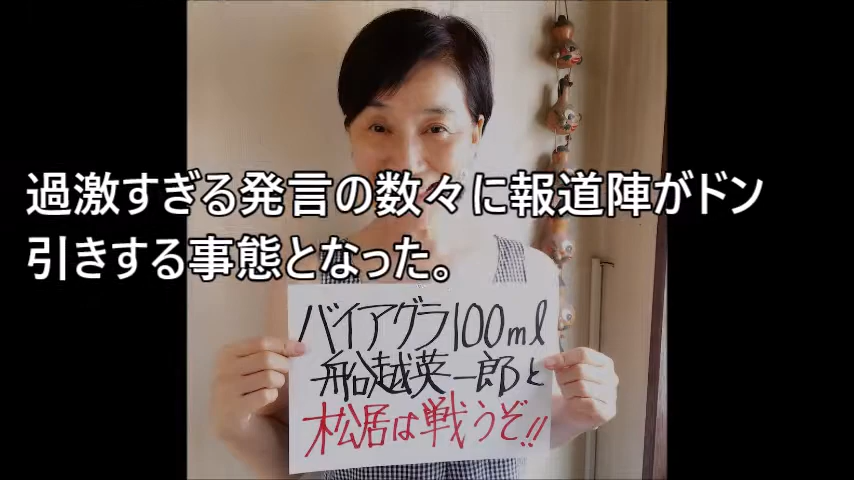 過激すぎる発言の数々に報道陣がドン
引きする事態となった。
バイアグラ100ml
船越英一郎と
松居は戦うぞ!!